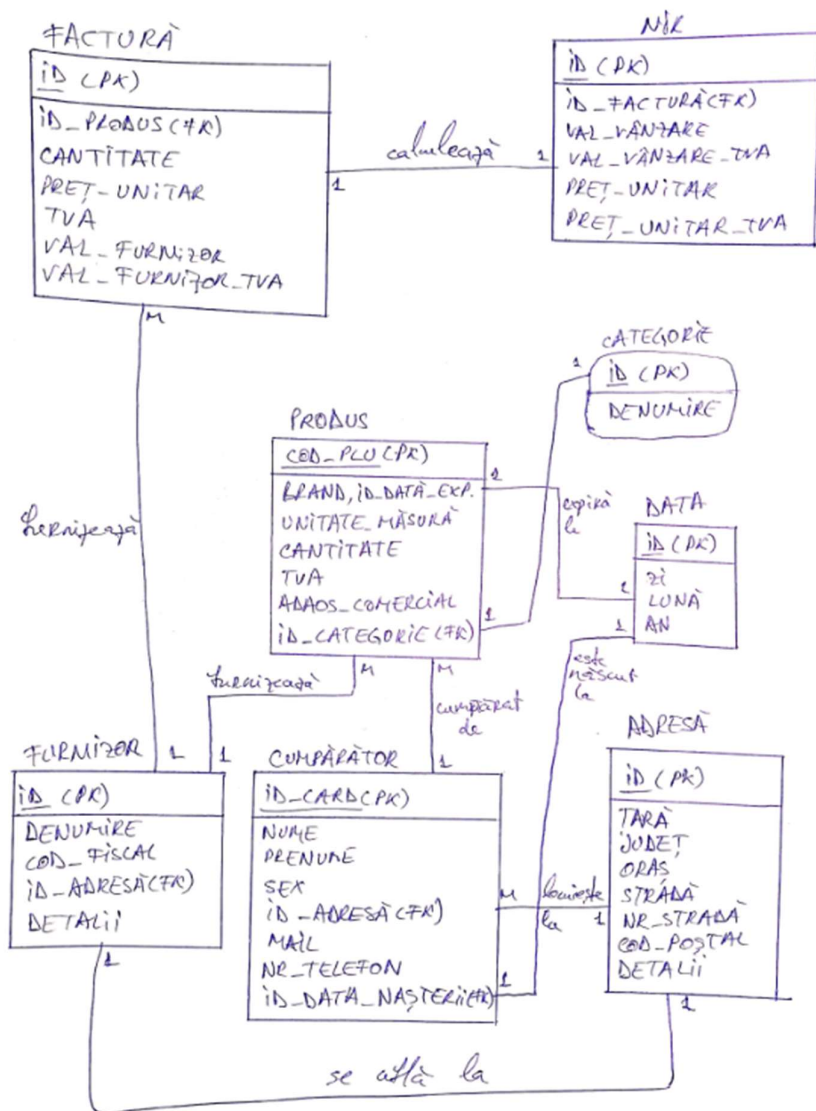 FACTURĂ
ID (PK)
ID_PRODUS (FK)
CANTITATE
PREȚ_UNITAR
TVA
VAL_FURNIZOR
VAL_FURNIZOR_TVA
M
calculează
1
1
NIR
ID (PK)
ID_FACTURĂ (FK)
VAL_VÂNZARE
VAL_VÂNZARE_TVA
PREȚ_UNITAR
PREȚ_UNITAR_TVA
CATEGORIE
1
ID (PK)
DENUMIRE
PRODUS
COD_PLU (PK)
BRAND, ID_DATĂ_EXP.
UNITATE_MĂSURĂ
CANTITATE
TVA
ADAOS_COMERCIAL
ID_CATEGORIE (FK)
1
1
M
M
expiră
la
DATA
ID (PK)
ZI
LUNĂ
AN
1
1
este
născut
la
furnizează
furnizează
cumpărat
de
FURNIZOR
1
1
ID (PK)
DENUMIRE
COD_FISCAL
ID_ADRESĂ (FK)
DETALII
1
CUMPĂRĂTOR
1
ID_CARD (PK)
NUME
PRENUME
SEX
ID_ADRESĂ (FK)
MAIL
NR_TELEFON
ID_DATA_NAȘTERII (FK)
M
locuiește
la
1
1
ADRESĂ
ID (PK)
TARĂ
JUDEȚ
ORAS
STRADĂ
NR_STRADĂ
COD_POȘTAL
DETALII
1
se află la